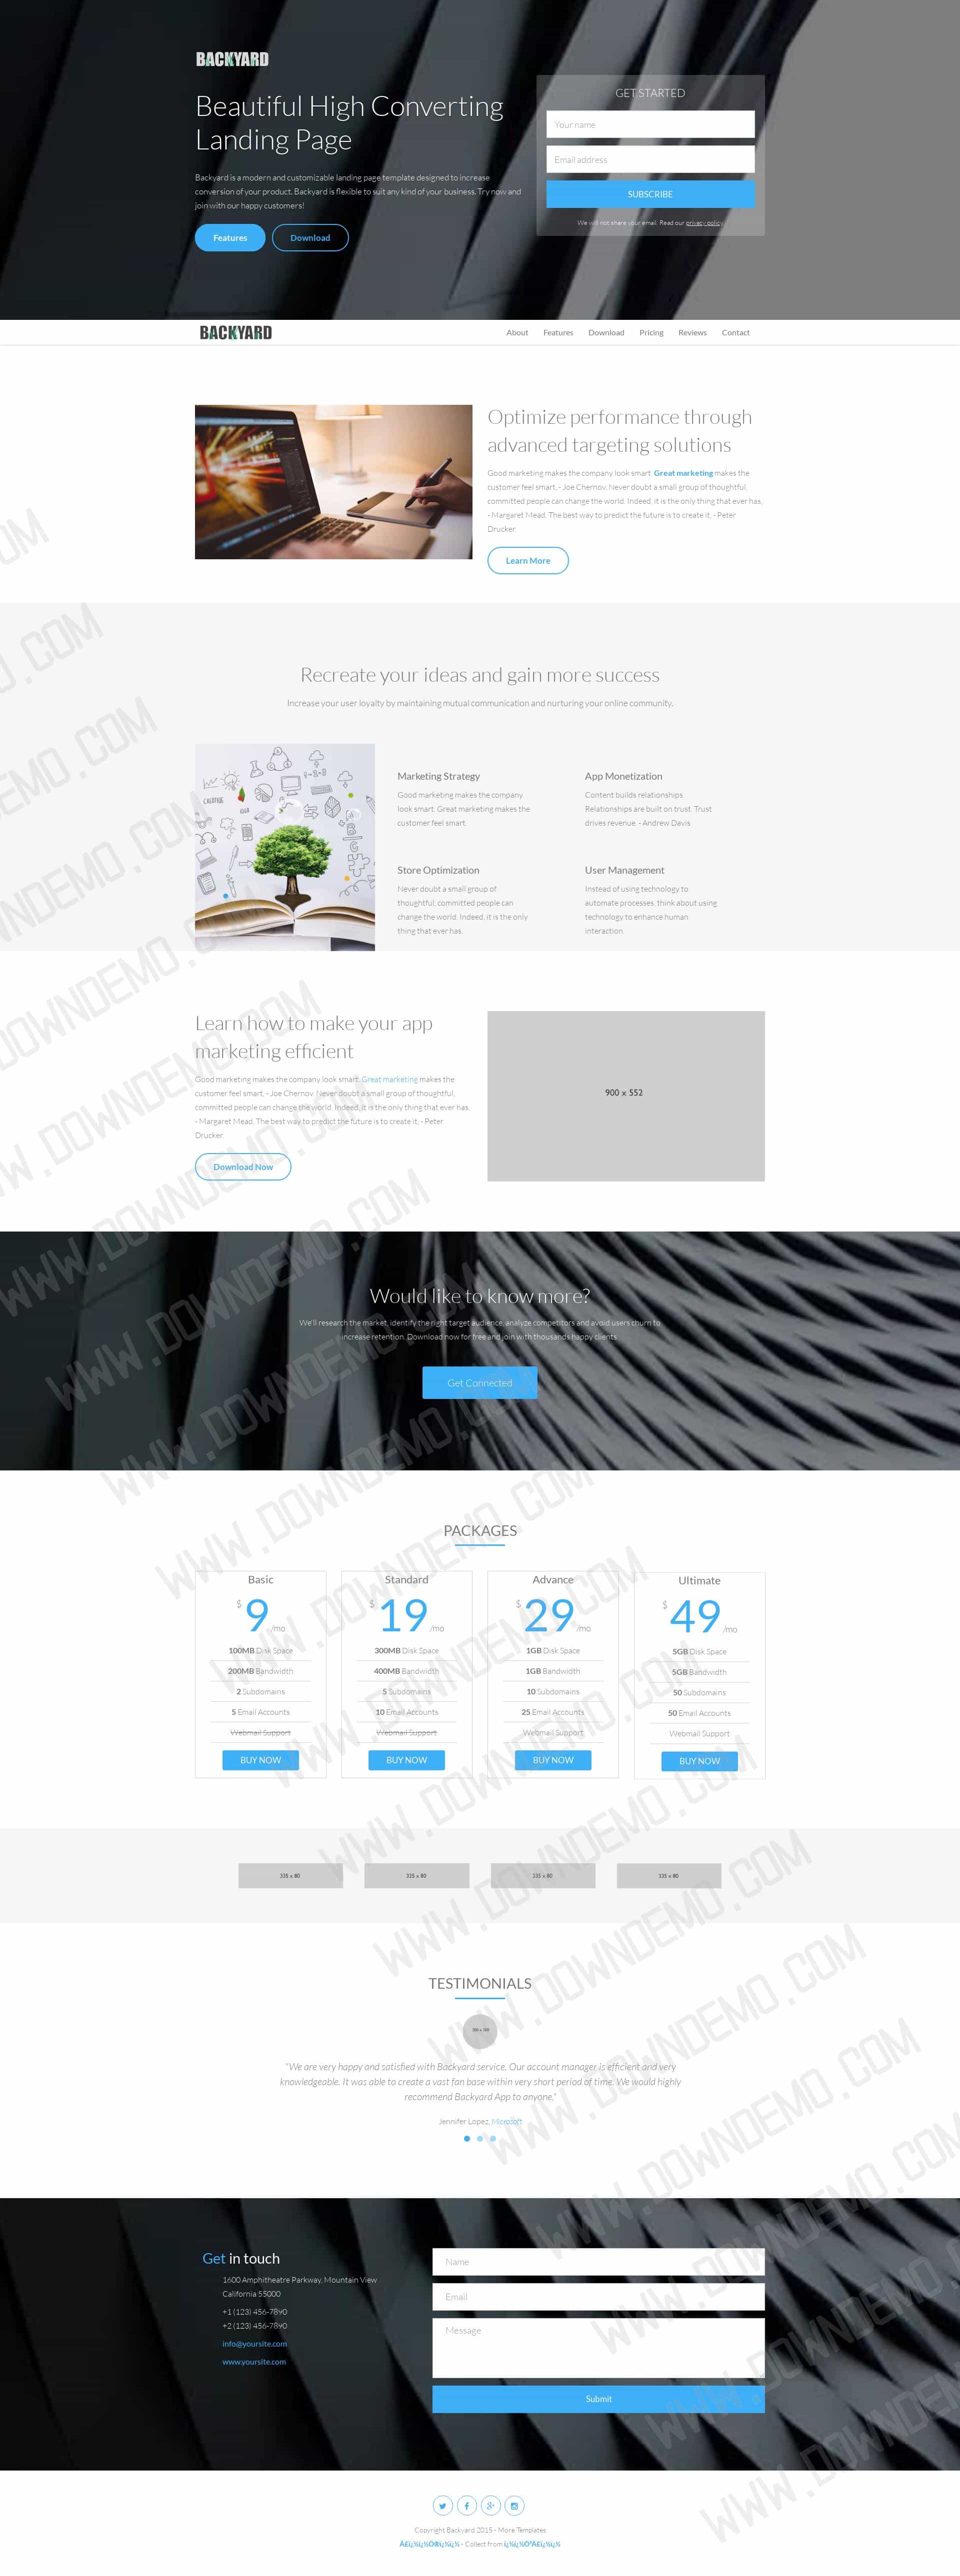 BACKYARD
Beautiful High Converting
Landing Page
Backyard is a modern and customizable landing page template designed to increase
conversion of your product. Backyard is flexible to suit any kind of your business. Try now and
join with our happy customers!
Features
Download
GET STARTED
Your name
Email address
SUBSCRIBE
We will not share your email. Read our privacy policy
BACKYARD
About
Features
Download
Pricing
Reviews
Contact
Optimize performance through
advanced targeting solutions
Good marketing makes the company look smart. Great marketing makes the
customer feel smart, - Joe Chernov. Never doubt a small group of thoughtful,
committed people can change the world. Indeed, it is the only thing that ever has,
- Margaret Mead. The best way to predict the future is to create it, - Peter
Drucker.
Learn More
Recreate your ideas and gain more success
Increase your user loyalty by maintaining mutual communication and nurturing your online community.
Marketing Strategy
Good marketing makes the company
look smart. Great marketing makes the
customer feel smart.
App Monetization
Content builds relationships.
Relationships are built on trust. Trust
drives revenue. - Andrew Davis.
Store Optimization
Never doubt a small group of
thoughtful, committed people can
change the world. Indeed, it is the only
thing that ever has.
User Management
Instead of using technology to
automate processes, think about using
technology to enhance human
interaction.
Learn how to make your app
marketing efficient
Good marketing makes the company look smart. Great marketing makes the
customer feel smart, - Joe Chernov. Never doubt a small group of thoughtful,
committed people can change the world. Indeed, it is the only thing that ever has,
- Margaret Mead. The best way to predict the future is to create it, - Peter
Drucker.
Download Now
900 x 552
Would like to know more?
We'll research the market, identify the right target audience, analyze competitors and avoid users churn to
increase retention. Download now for free and join with thousands happy clients.
Get Connected
PACKAGES
Basic
$9/mo
100MB Disk Space
200MB Bandwidth
2 Subdomains
5 Email Accounts
Webmail Support
BUY NOW
Standard
$19/mo
300MB Disk Space
400MB Bandwidth
5 Subdomains
10 Email Accounts
Webmail Support
BUY NOW
Advance
$29/mo
1GB Disk Space
1GB Bandwidth
10 Subdomains
25 Email Accounts
Webmail Support
BUY NOW
Ultimate
$49/mo
5GB Disk Space
5GB Bandwidth
50 Subdomains
50 Email Accounts
Webmail Support
BUY NOW
335 x 80
335 x 80
335 x 80
335 x 80
TESTIMONIALS
"We are very happy and satisfied with Backyard service. Our account manager is efficient and very
knowledgeable. It was able to create a vast fan base within very short period of time. We would highly
recommend Backyard App to anyone."
Jennifer Lopez, Microsoft
Get in touch
1600 Amphitheatre Parkway, Mountain View
California 55000
+1 (123) 456-7890
+2 (123) 456-7890
info@yoursite.com
www.yoursite.com
Name
Email
Message
Submit
Copyright Backyard 2015 - More Templates
- Collect from
WWW.DOWNDEMO.COM